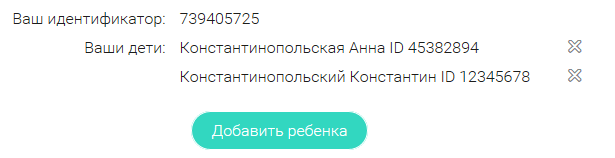 Ваш идентификатор: 739405725
Ваши дети: Константинопольская Анна ID 45382894
Константинопольский Константин ID 12345678
Добавить ребенка